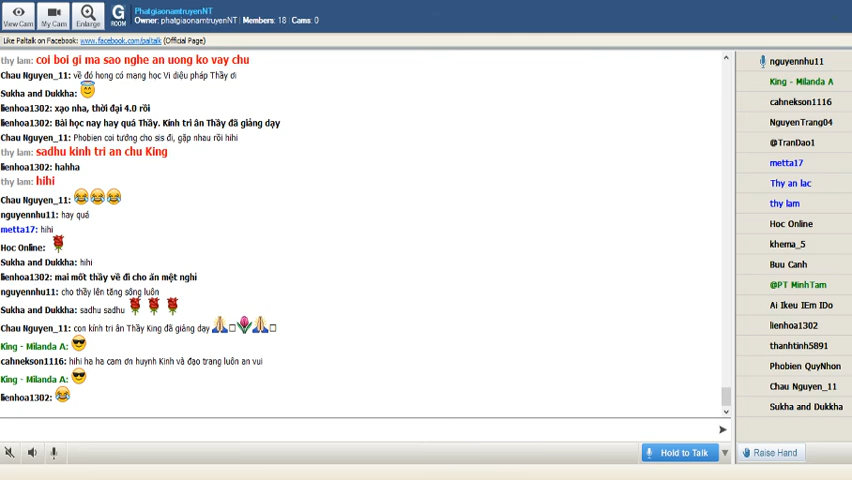 View Cam
My Cam
Enlarge
G
ROOM
PhatgiaonamtruyenNT
Owner: phatgiaonamtruyenNT | Members: 18 | Cams: 0
Like Paltalk on Facebook: www.facebook.com/paltalk (Official Page)
thy lam: coi boi gi ma sao nghe an uong ko vay chu
Chau Nguyen_11: về đó hong có mạng học Vi diệu pháp Thầy ơi
Sukha and Dukkha:
lienhoa1302: xạo nha, thời đại 4.0 rồi
lienhoa1302: Bài học nay hay quá Thầy. Kính tri ân Thầy đã giảng dạy
Chau Nguyen_11: Phobien coi tướng cho sis đi, gặp nhau rồi hihi
thy lam: sadhu kinh tri an chu King
lienhoa1302: hahha
thy lam: hihi
Chau Nguyen_11:
nguyennhu11: hay quá
metta17: hihi
Hoc Online:
Sukha and Dukkha: hihi
lienhoa1302: mai mốt thầy về đi cho ấn mệt nghỉ
nguyennhu11: cho thầy lên tăng sông luôn
Sukha and Dukkha: sadhu sadhu
Chau Nguyen_11: con kính tri ân Thầy King đã giảng dạy
King - Milanda A:
cahnekson1116: hihi ha ha cam ơn huynh Kinh và đạo trang luôn an vui
King - Milanda A:
lienhoa1302:
Hold to Talk
nguyennhu11
King - Milanda A
cahnekson1116
NguyenTrang04
@TranDao1
metta17
Thy an lac
thy lam
Hoc Online
khema_5
Buu Canh
@PT MinhTam
Ai Ikeu IEm IDo
lienhoa1302
thanhtinh5891
Phobien QuyNhon
Chau Nguyen_11
Sukha and Dukkha
Raise Hand